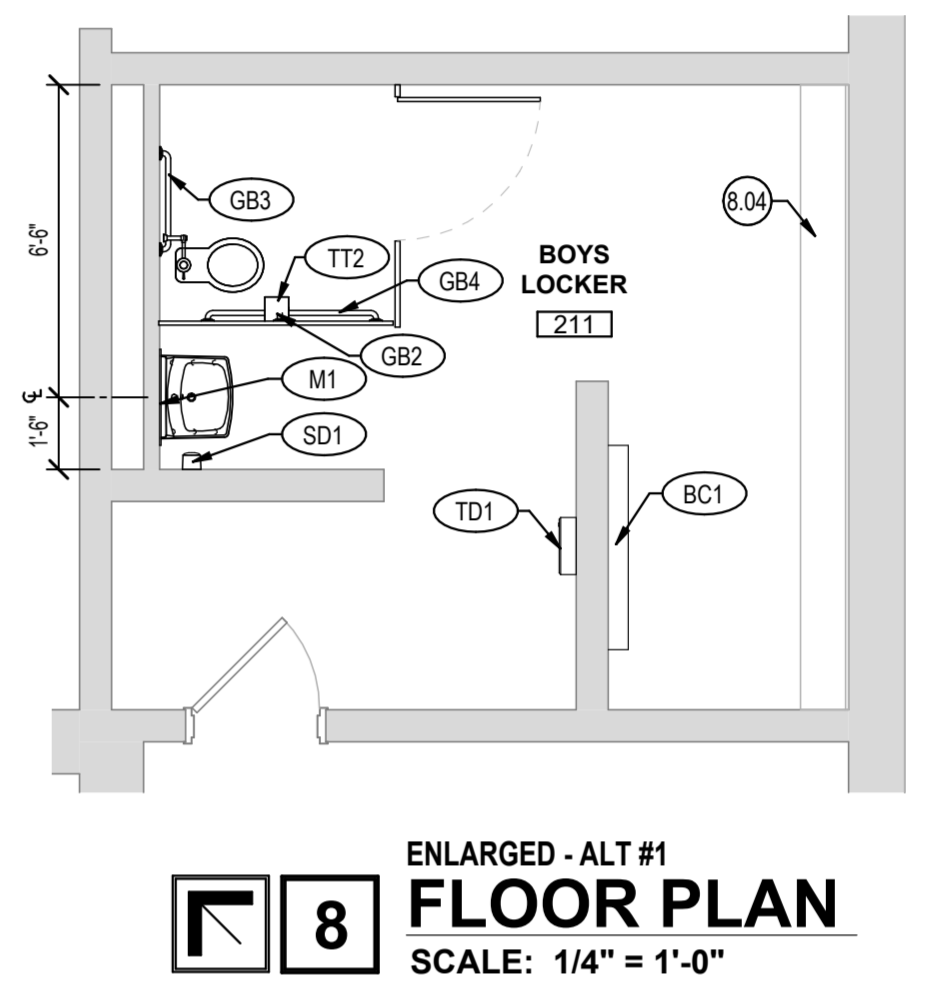 GB3
8.04
6'-6"
TT2
GB4
BOYS
LOCKER
211
GB2
M1
℄
1'-6"
SD1
BC1
TD1
ENLARGED - ALT #1
8
FLOOR PLAN
SCALE: 1/4" = 1'-0"